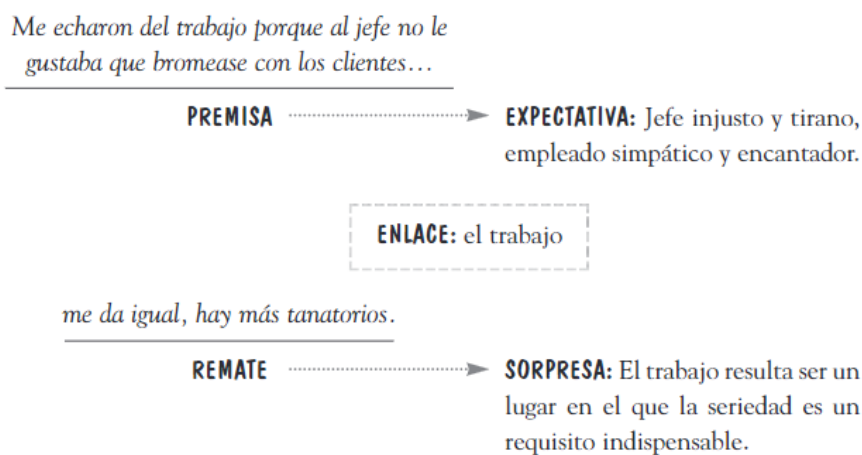 Me echaron del trabajo porque al jefe no le
gustaba que bromease con los clientes…
PREMISA
EXPECTATIVA: Jefe injusto y tirano,
empleado simpático y encantador.
ENLACE: el trabajo
me da igual, hay más tanatorios.
REMATE
SORPRESA: El trabajo resulta ser un
lugar en el que la seriedad es un
requisito indispensable.